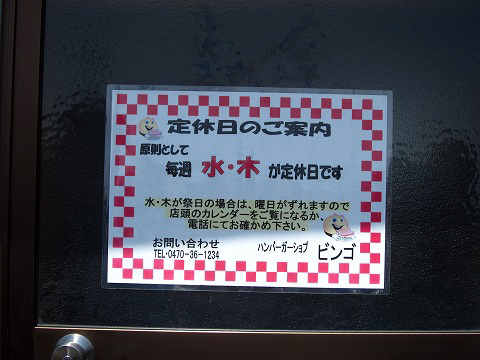 定休日のご案内
原則として
毎週 水・木 が定休日です
水・木が祭日の場合は、曜日がずれますので
店頭のカレンダーをご覧になるか、
電話にてお確かめ下さい。
お問い合わせ
TEL・0470-36-1234
ハンバーガーショプ ビンゴ